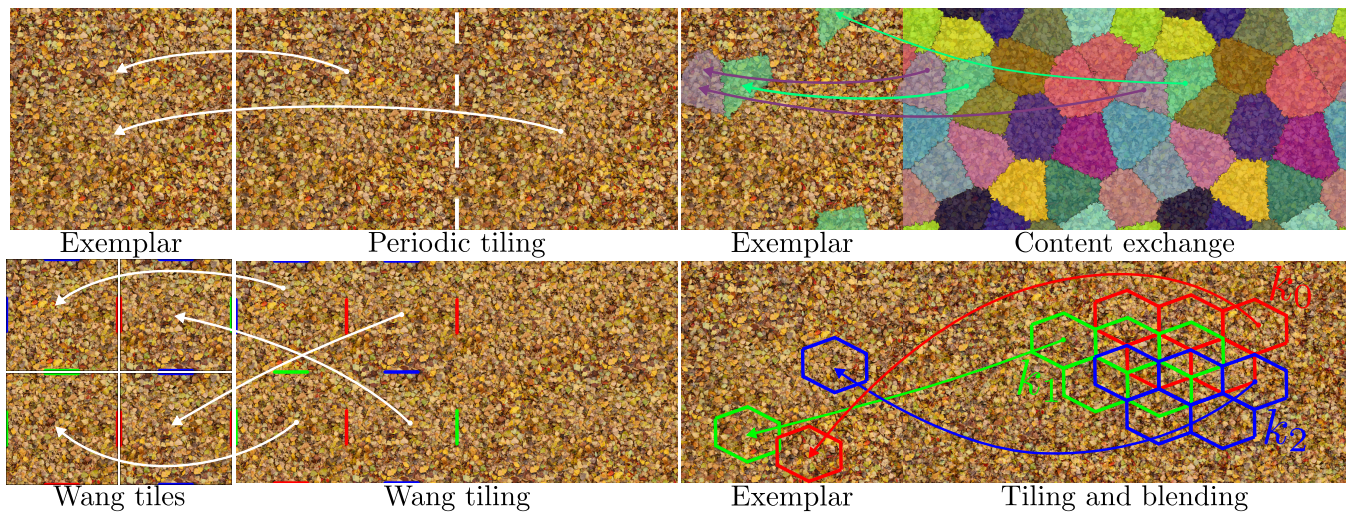 Exemplar
Periodic tiling
Exemplar
Content exchange
k₀
k₁
k₂
Wang tiles
Wang tiling
Exemplar
Tiling and blending